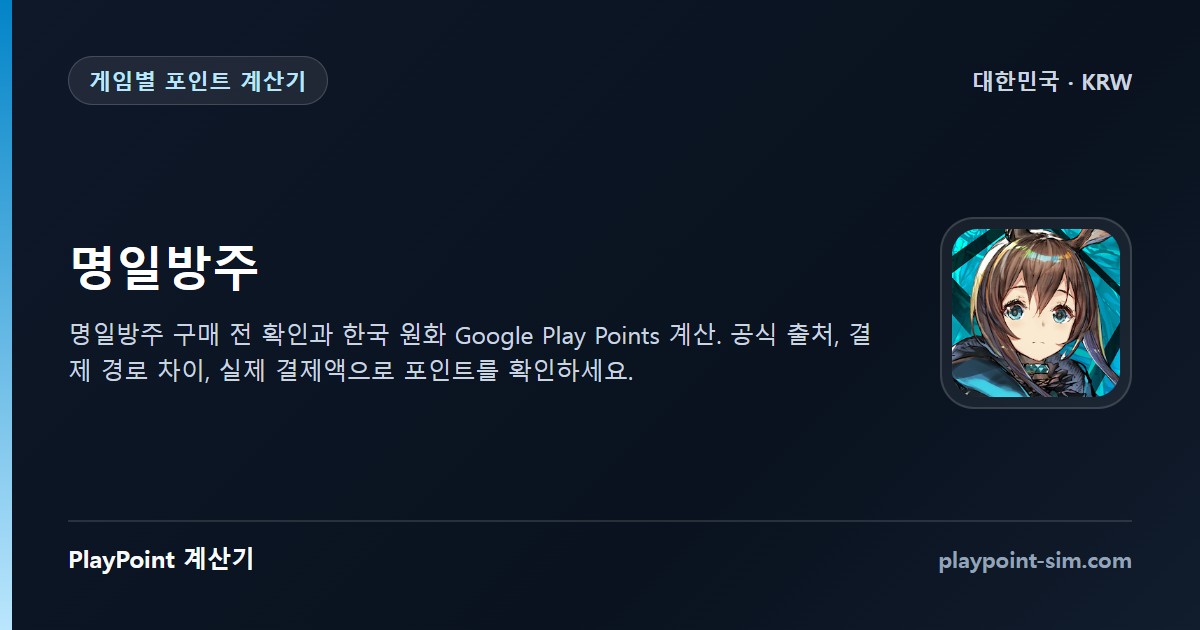 게임별 포인트 계산기
대한민국 · KRW
명일방주
명일방주 구매 전 확인과 한국 원화 Google Play Points 계산. 공식 출처, 결
제 경로 차이, 실제 결제액으로 포인트를 확인하세요.
PlayPoint 계산기
playpoint-sim.com